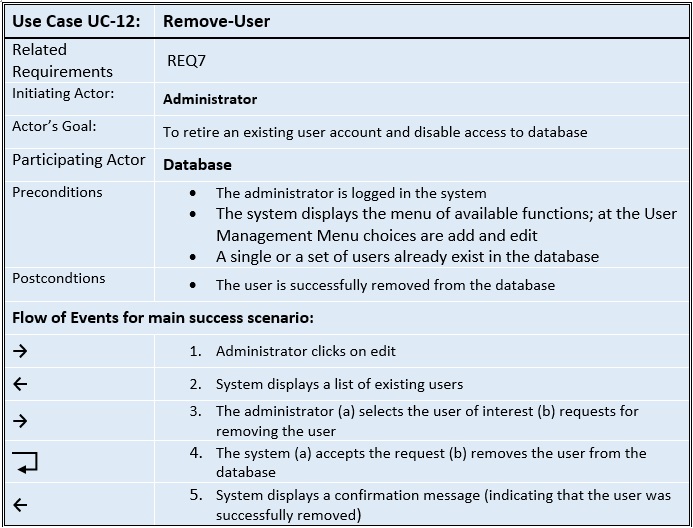 Use Case UC-12: Remove-User
Related
Requirements
REQ7
Initiating Actor:
Administrator
Actor's Goal:
To retire an existing user account and disable access to database
Participating Actor
Database
Preconditions
• The administrator is logged in the system
• The system displays the menu of available functions; at the User
Management Menu choices are add and edit
• A single or a set of users already exist in the database
Postcondtions
• The user is successfully removed from the database
Flow of Events for main success scenario:
→ 1. Administrator clicks on edit
← 2. System displays a list of existing users
→ 3. The administrator (a) selects the user of interest (b) requests for
removing the user
4. The system (a) accepts the request (b) removes the user from the
database
← 5. System displays a confirmation message (indicating that the user was
successfully removed)